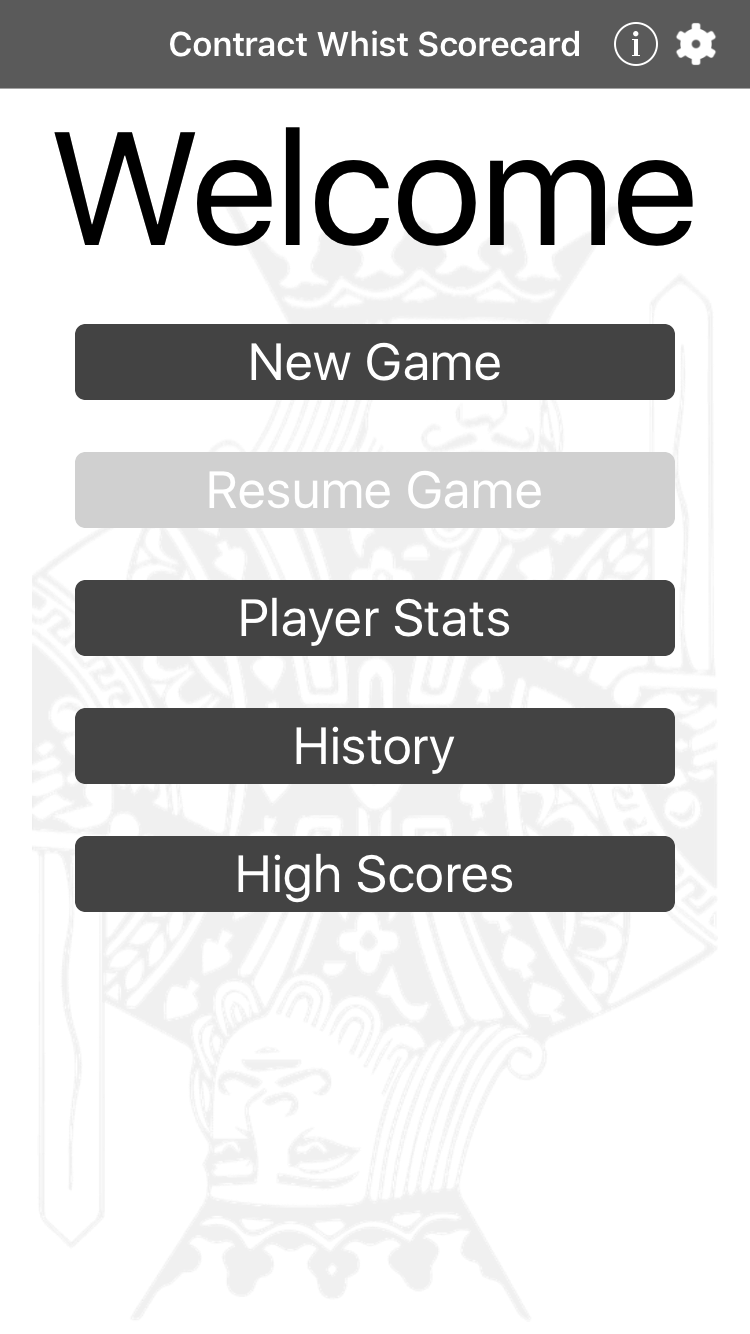 Contract Whist Scorecard
Welcome
New Game
Resume Game
Player Stats
History
High Scores